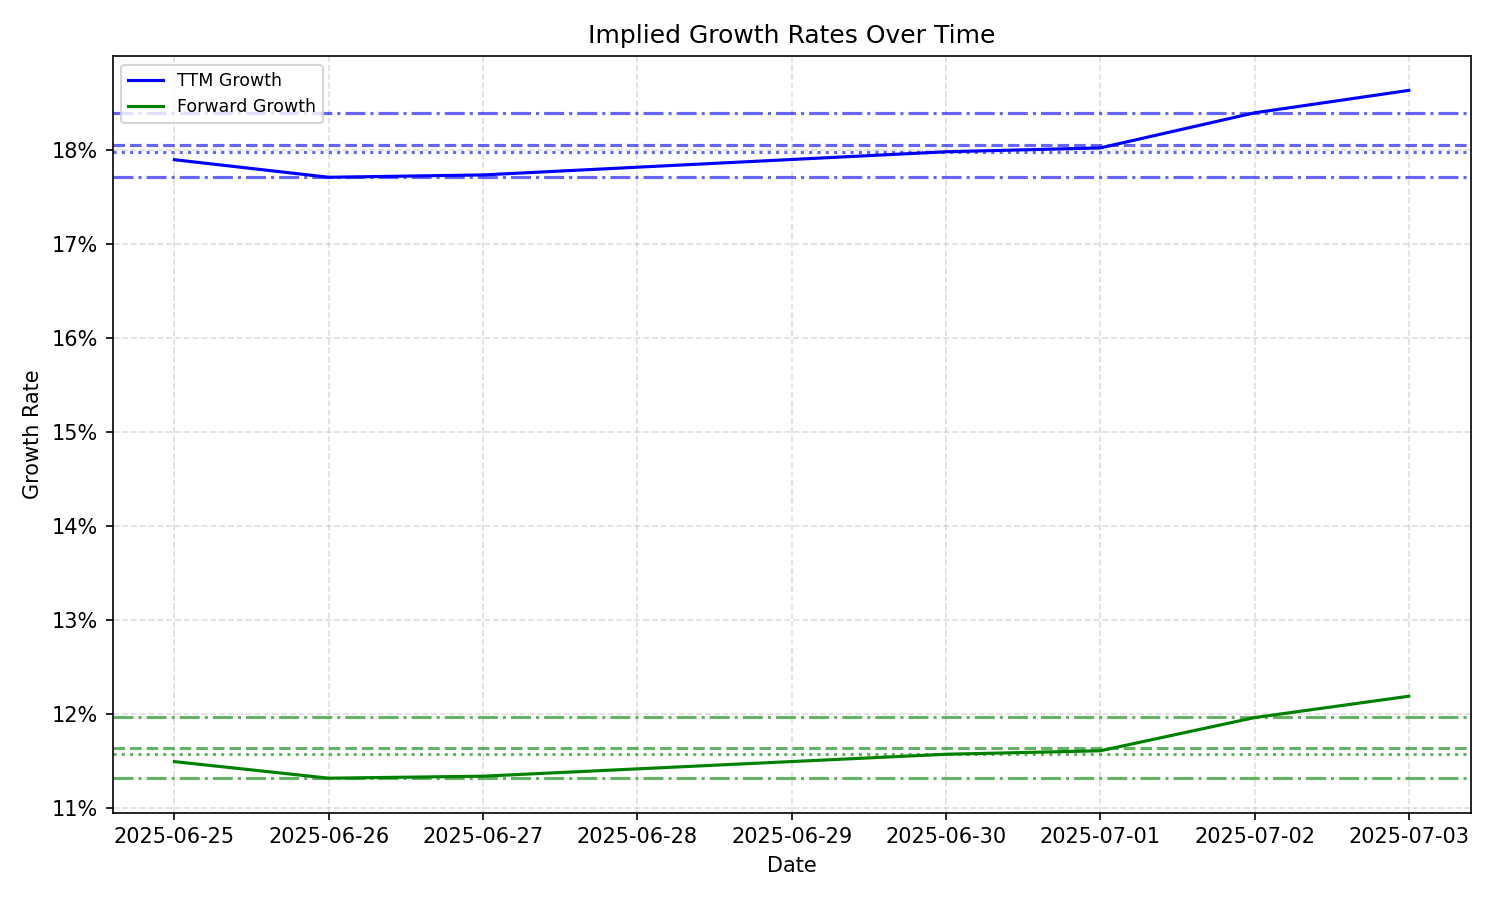 Implied Growth Rates Over Time
TTM Growth
Forward Growth
18%
17%
16%
15%
14%
13%
12%
11%
Growth Rate
2025-06-25 2025-06-26 2025-06-27 2025-06-28 2025-06-29 2025-06-30 2025-07-01 2025-07-02 2025-07-03
Date